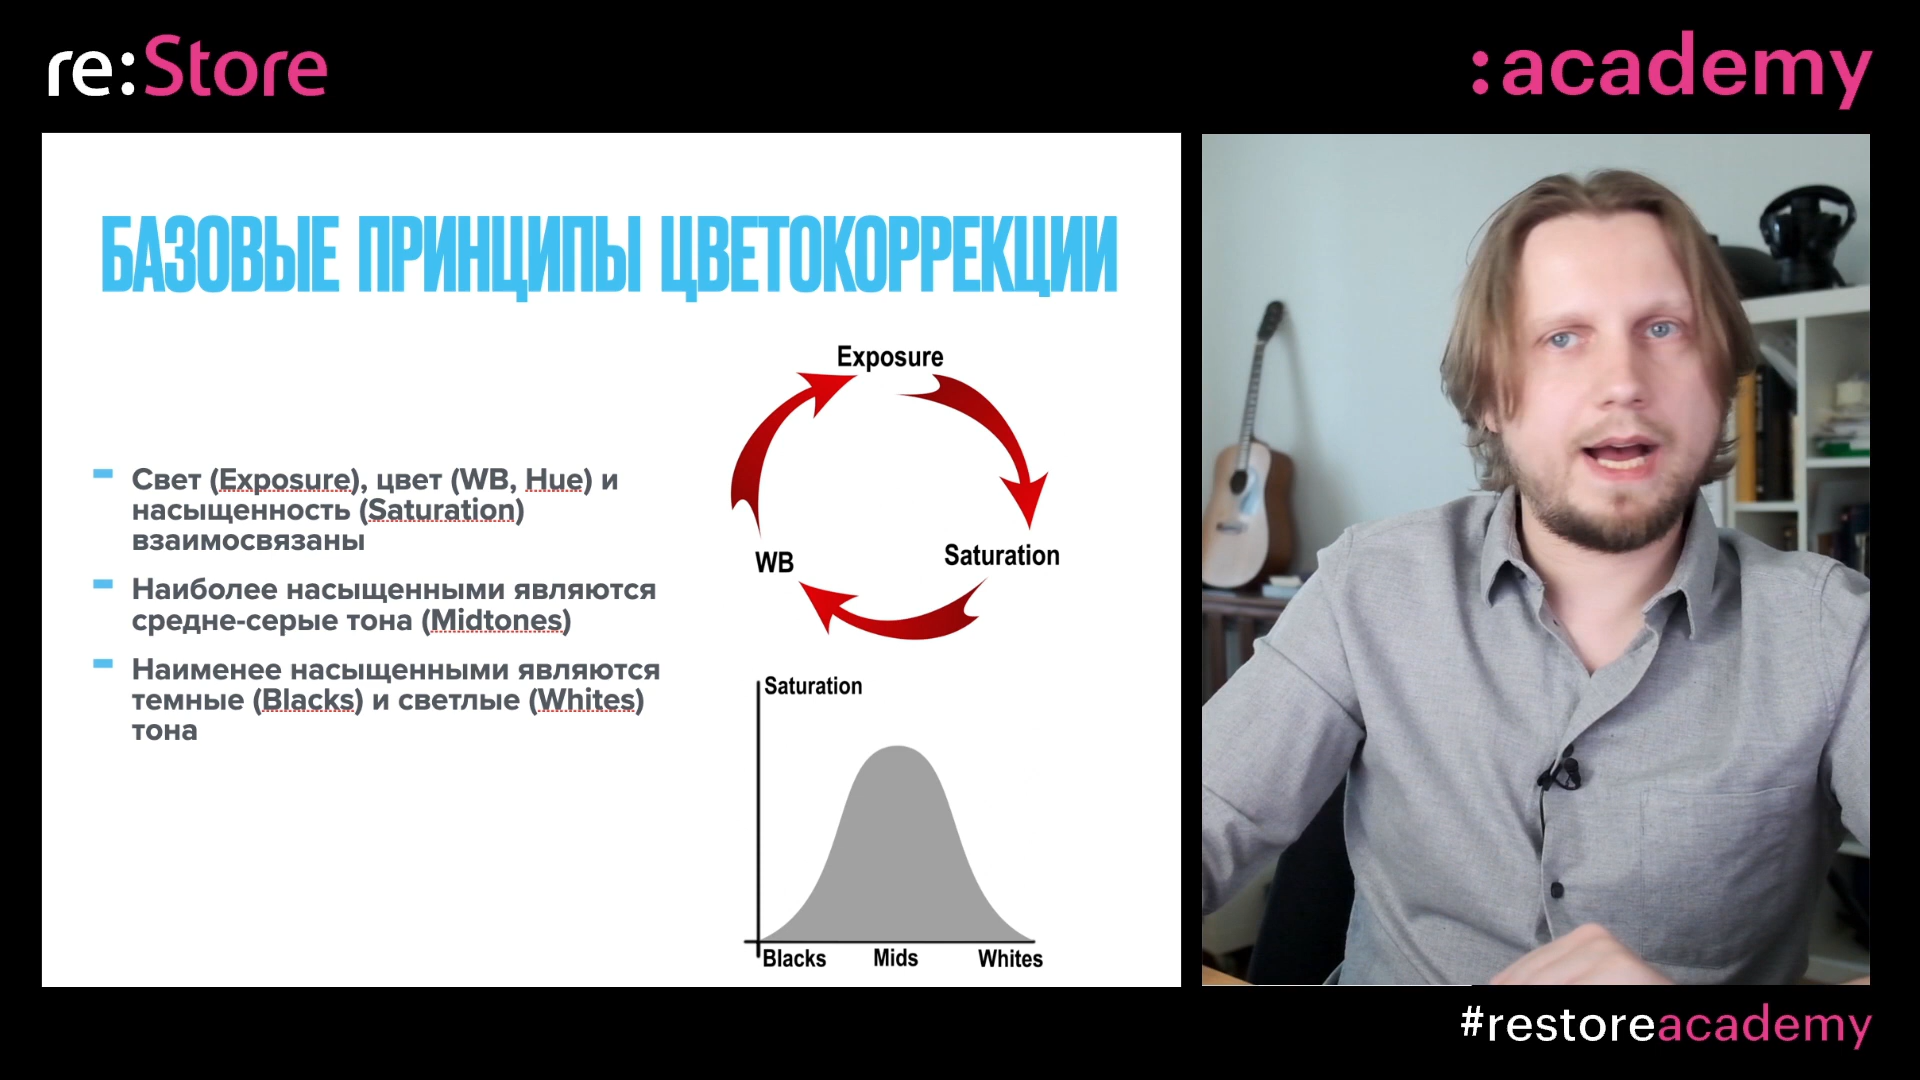 re:Store
:academy
БАЗОВЫЕ ПРИНЦИПЫ ЦВЕТОКОРРЕКЦИИ
Свет (Exposure), цвет (WB, Hue) и
насыщенность (Saturation)
взаимосвязаны
Наиболее насыщенными являются
средне-серые тона (Midtones)
Наименее насыщенными являются
темные (Blacks) и светлые (Whites)
тона
Exposure
WB
Saturation
Saturation
Blacks Mids Whites
#restoreacademy